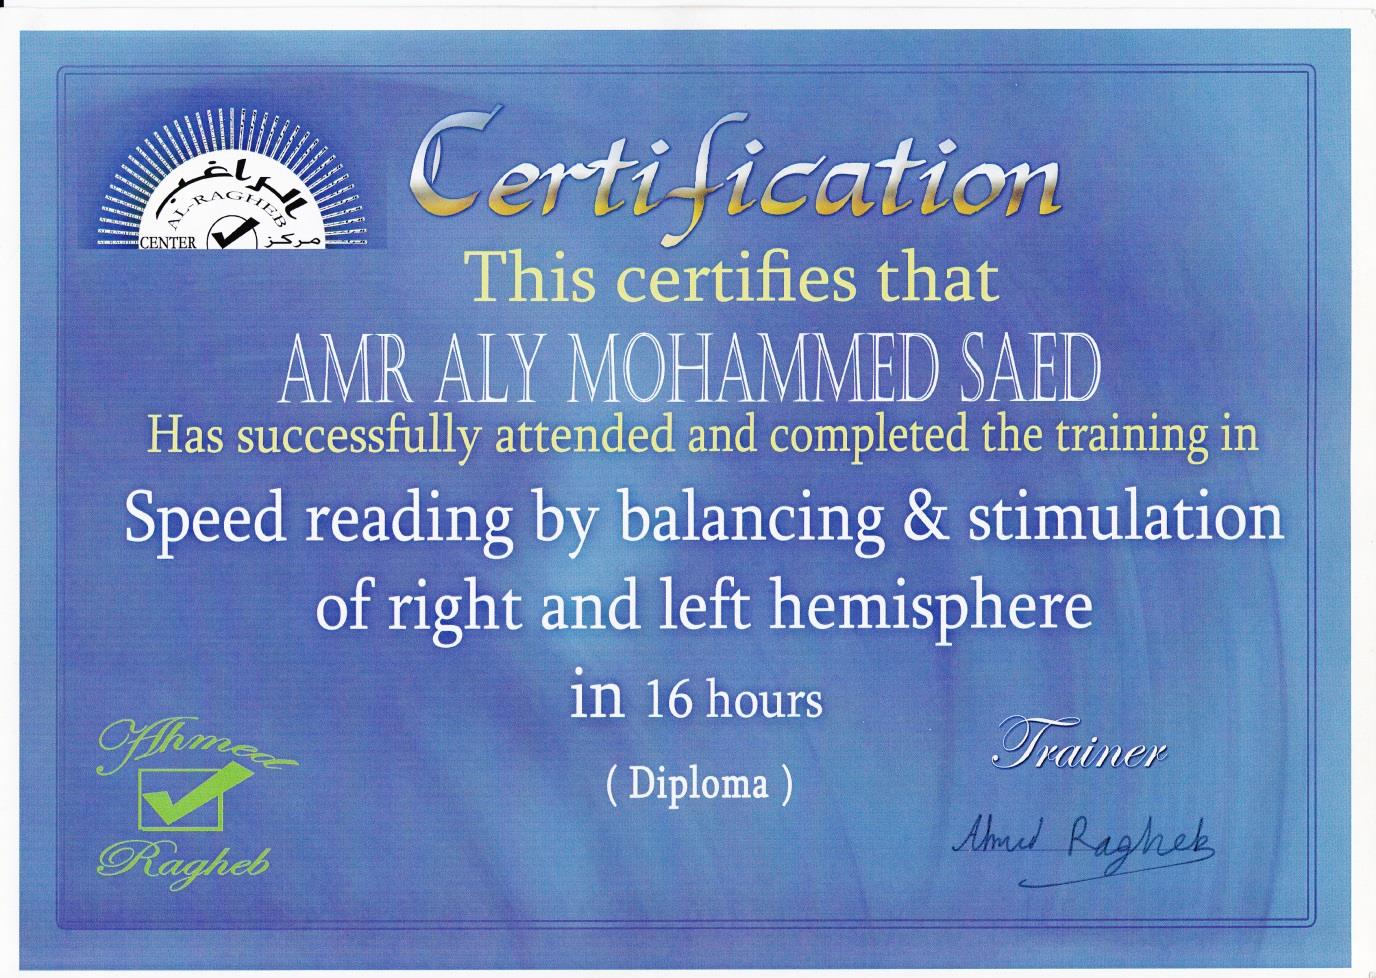 الراغب
AL-RAGHEB
CENTER مركز
Certification
This certifies that
AMR ALY MOHAMMED SAED
Has successfully attended and completed the training in
Speed reading by balancing & stimulation
of right and left hemisphere
in 16 hours
( Diploma )
Ahmed
Ragheb
Trainer
Ahmed Ragheb